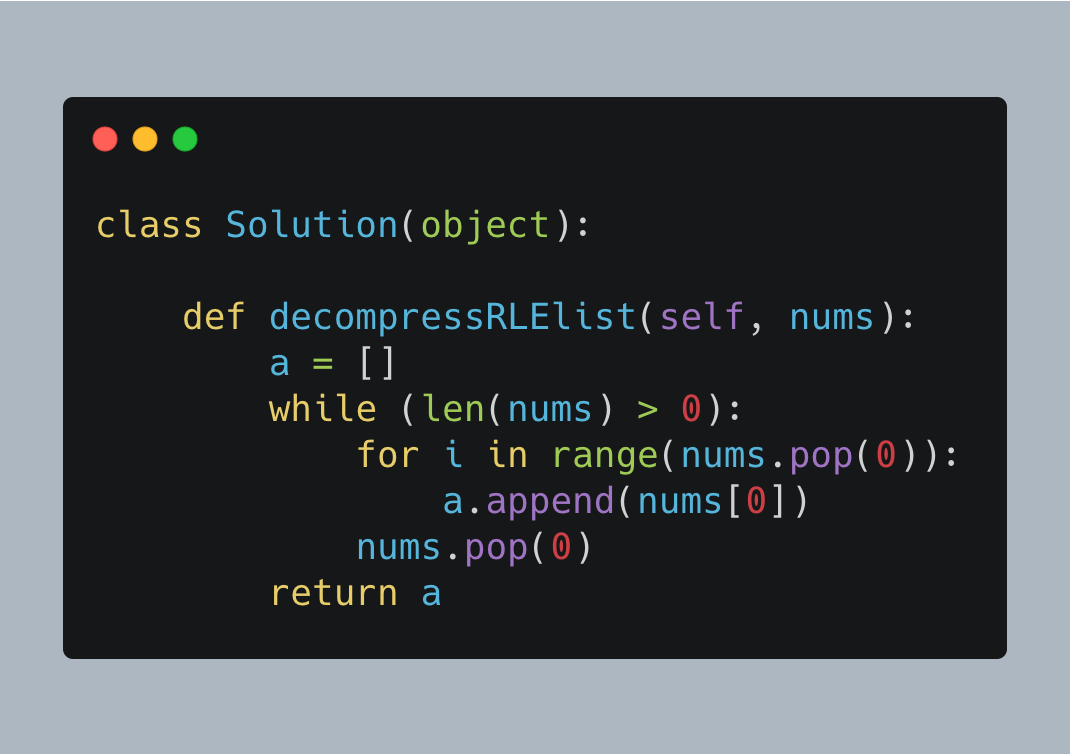 class Solution(object):
    def decompressRLElist(self, nums):
        a = []
        while (len(nums) > 0):
            for i in range(nums.pop(0)):
                a.append(nums[0])
            nums.pop(0)
        return a